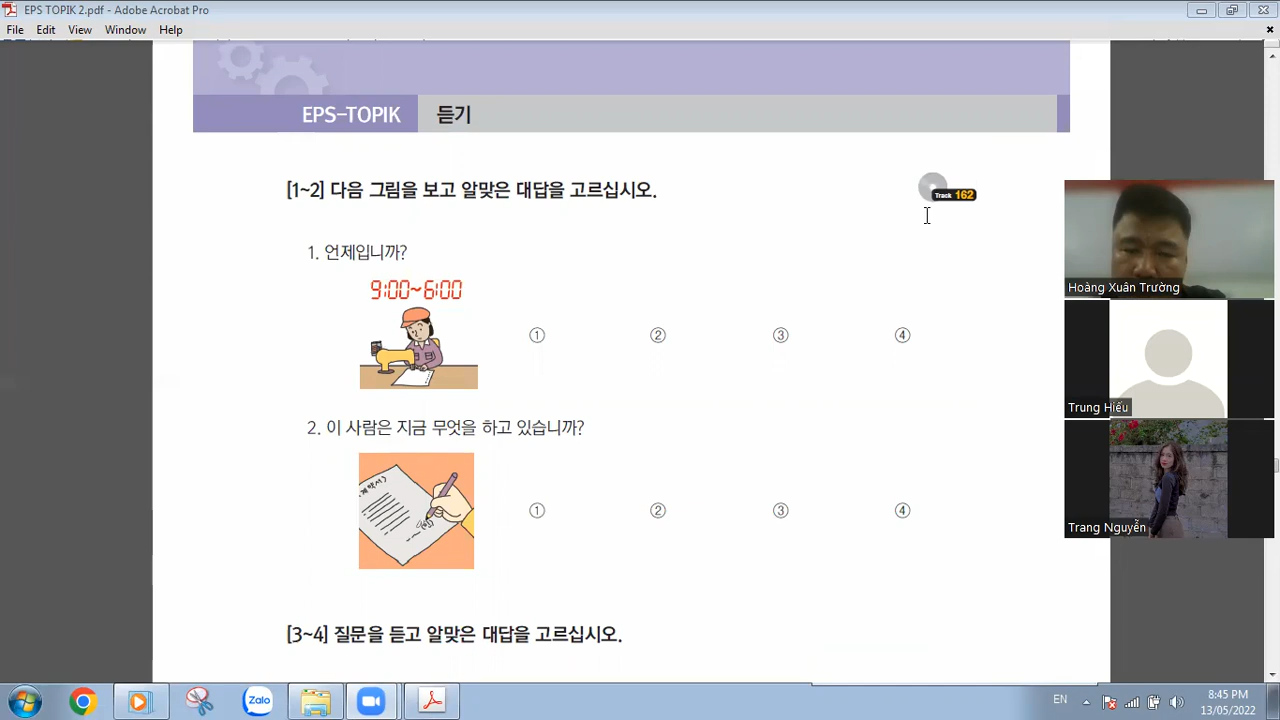 EPS TOPIK 2.pdf - Adobe Acrobat Pro
File Edit View Window Help
EPS-TOPIK 듣기
[1~2] 다음 그림을 보고 알맞은 대답을 고르십시오.
Track 162
1. 언제입니까?
9:00~6:00
① ② ③ ④
2. 이 사람은 지금 무엇을 하고 있습니까?
계약서
① ② ③ ④
[3~4] 질문을 듣고 알맞은 대답을 고르십시오.
Hoàng Xuân Trường
Trung Hiếu
Trang Nguyễn
Zalo
EN
8:45 PM
13/05/2022